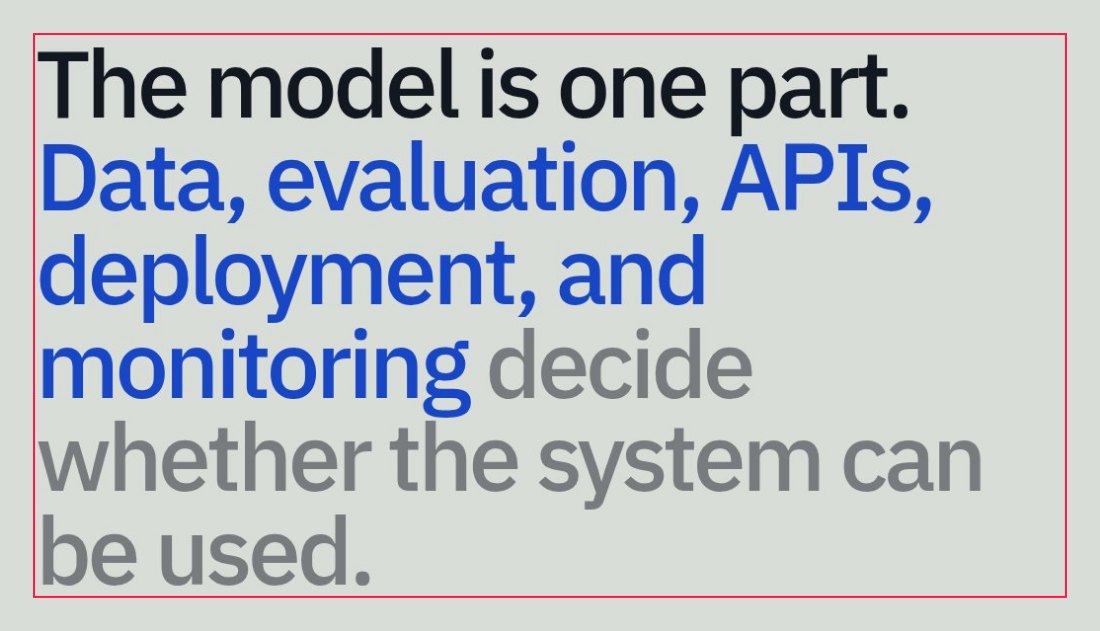 The model is one part.
Data, evaluation, APIs,
deployment, and
monitoring decide
whether the system can
be used.